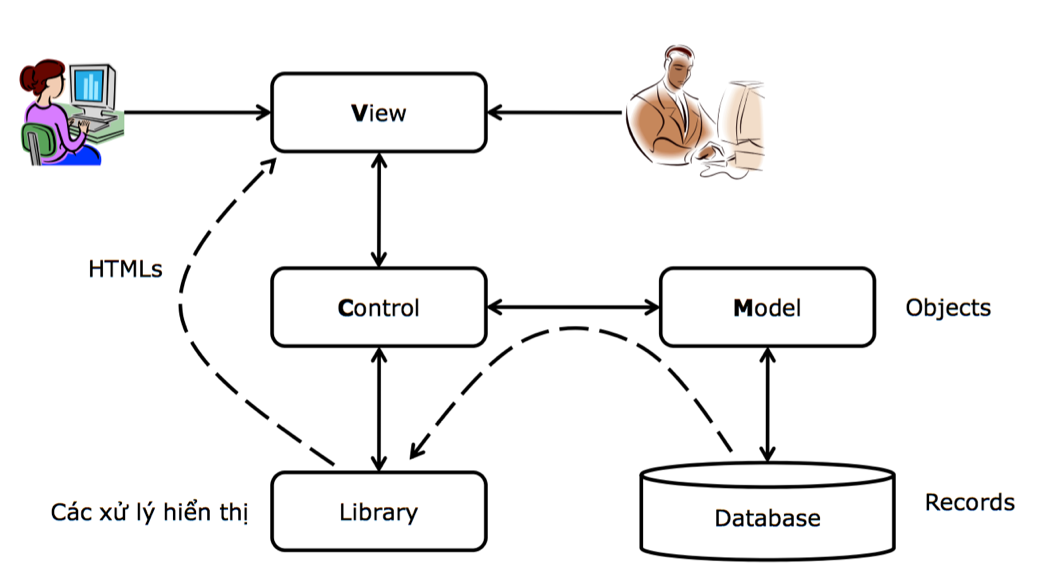 View
HTMLs
Control
Model
Objects
Các xử lý hiển thị
Library
Database
Records